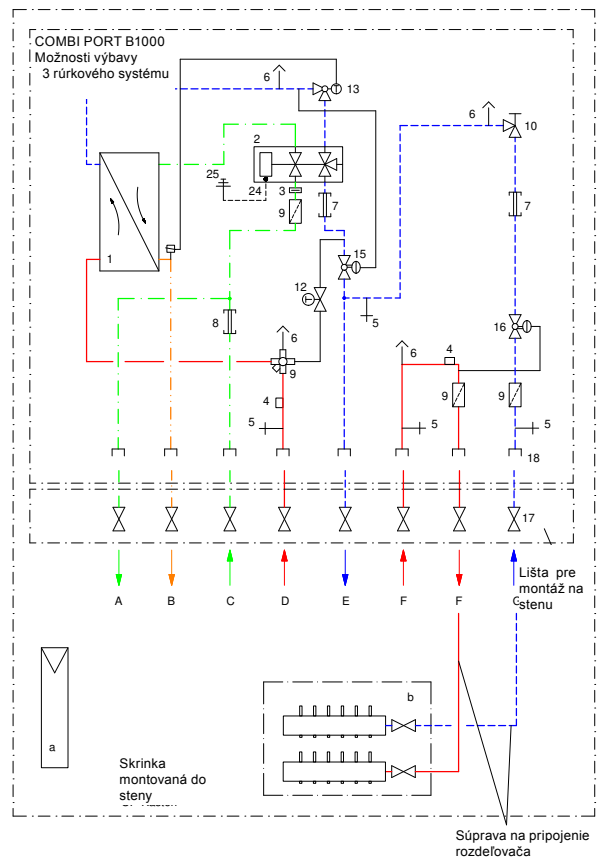 COMBI PORT B1000
Možnosti výbavy
3 rúrkového systému
6
13
6
10
2
25
24
3
9
7
7
1
15
12
8
5
16
6
9
6
4
4
9
9
5
5
5
18
17
A
B
C
D
E
F
F
G
Lišta pre
montáž na
stenu
a
b
Skrinka
montovaná do
steny
Súprava na pripojenie
rozdeľovača